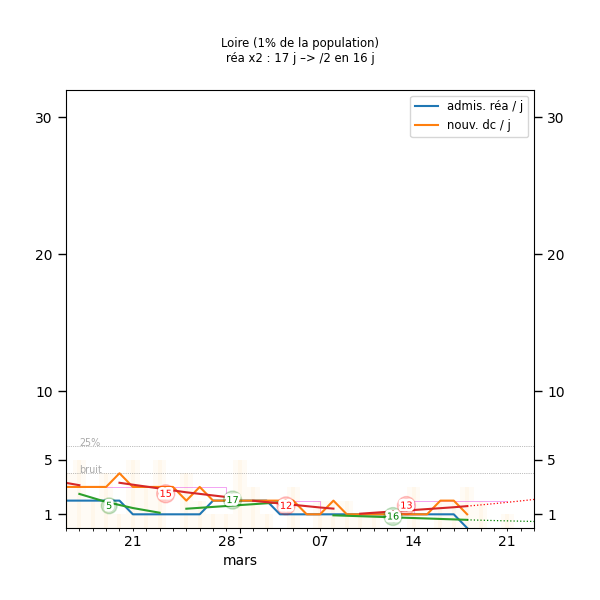 Loire (1% de la population)
réa x2 : 17 j –> /2 en 16 j
admis. réa / j
nouv. dc / j
30 30
20 20
10 10
25%
5 5
bruit
15 17 12 13
5 16
1 1
21 28 07 14 21
mars